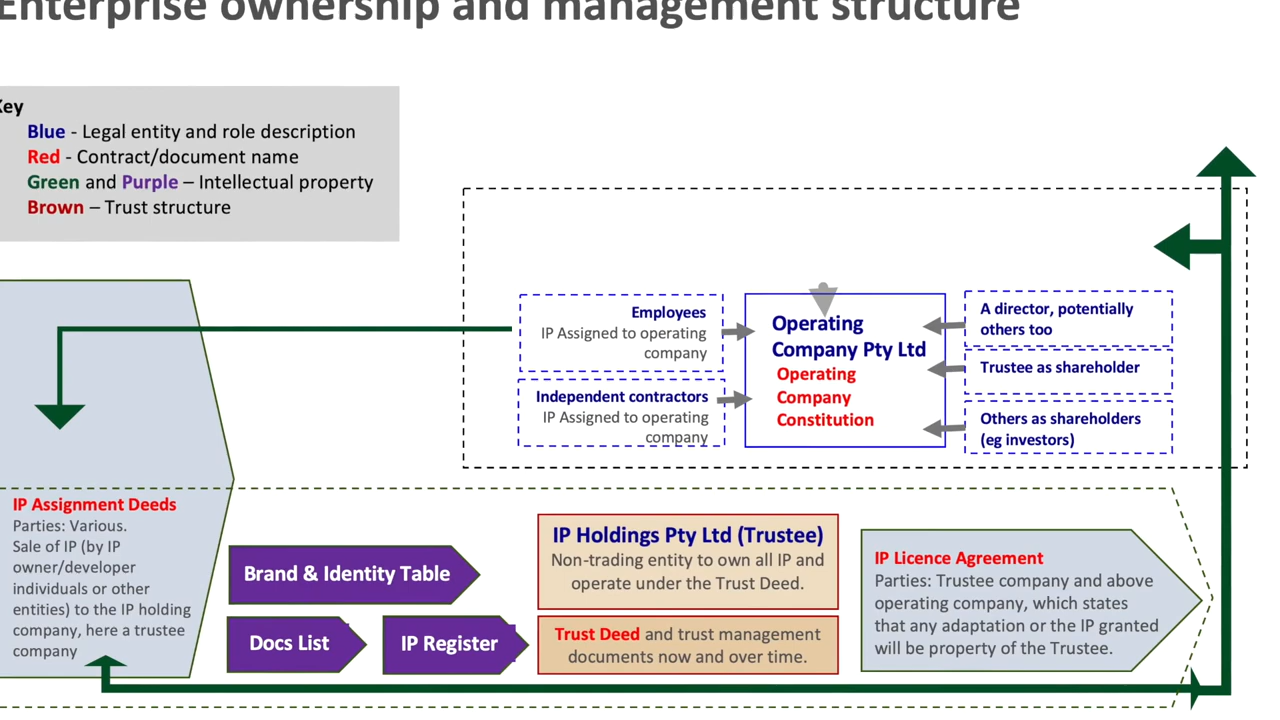 Enterprise ownership and management structure
Key
Blue - Legal entity and role description
Red - Contract/document name
Green and Purple – Intellectual property
Brown – Trust structure
Employees
IP Assigned to operating
company
Independent contractors
IP Assigned to operating
company
Operating
Company Pty Ltd
Operating
Company
Constitution
A director, potentially
others too
Trustee as shareholder
Others as shareholders
(eg investors)
IP Assignment Deeds
Parties: Various.
Sale of IP (by IP
owner/developer
individuals or other
entities) to the IP holding
company, here a trustee
company
Brand & Identity Table
Docs List
IP Register
IP Holdings Pty Ltd (Trustee)
Non-trading entity to own all IP and
operate under the Trust Deed.
Trust Deed and trust management
documents now and over time.
IP Licence Agreement
Parties: Trustee company and above
operating company, which states
that any adaptation or the IP granted
will be property of the Trustee.